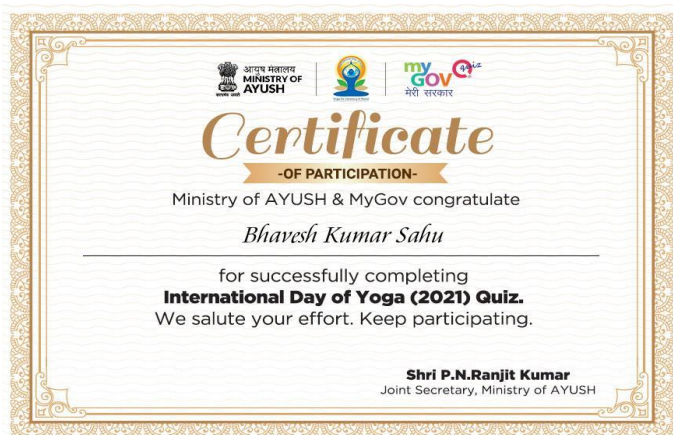 आयुष मंत्रालय
MINISTRY OF
AYUSH
my
GOV quiz
मेरी सरकार
Certificate
-OF PARTICIPATION-
Ministry of AYUSH & MyGov congratulate
Bhavesh Kumar Sahu
for successfully completing
International Day of Yoga (2021) Quiz.
We salute your effort. Keep participating.
Shri P.N.Ranjit Kumar
Joint Secretary, Ministry of AYUSH